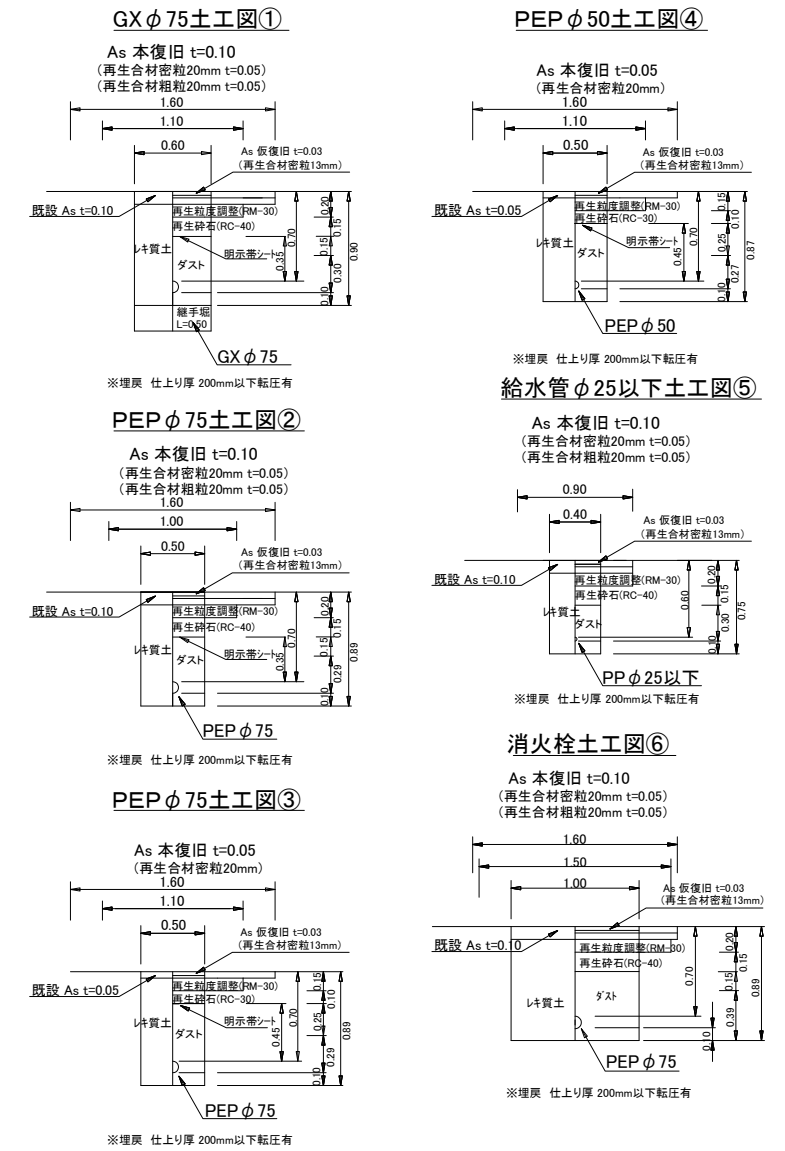 GXφ75土工図①
As 本復旧 t=0.10
（再生合材密粒20mm t=0.05）
（再生合材粗粒20mm t=0.05）
1.60
1.10
0.60
As 仮復旧 t=0.03
（再生合材密粒13mm）
既設 As t=0.10
再生粒度調整(RM-30)
再生砕石(RC-40)
レキ質土
ダスト
明示帯シート
0.35
0.70
0.20
0.15
0.15
0.30
0.10
0.90
継手堀
L=0.50
GXφ75
※埋戻 仕上り厚 200mm以下転圧有
PEPφ75土工図②
As 本復旧 t=0.10
（再生合材密粒20mm t=0.05）
（再生合材粗粒20mm t=0.05）
1.60
1.00
0.50
As 仮復旧 t=0.03
（再生合材密粒13mm）
既設 As t=0.10
再生粒度調整(RM-30)
再生砕石(RC-40)
レキ質土
ダスト
明示帯シート
0.35
0.70
0.20
0.15
0.15
0.29
0.10
0.89
PEPφ75
※埋戻 仕上り厚 200mm以下転圧有
PEPφ75土工図③
As 本復旧 t=0.05
（再生合材密粒20mm）
1.60
1.10
0.50
As 仮復旧 t=0.03
（再生合材密粒13mm）
既設 As t=0.05
再生粒度調整(RM-30)
再生砕石(RC-30)
レキ質土
ダスト
明示帯シート
0.45
0.70
0.15
0.10
0.25
0.29
0.10
0.89
PEPφ75
※埋戻 仕上り厚 200mm以下転圧有
PEPφ50土工図④
As 本復旧 t=0.05
（再生合材密粒20mm）
1.60
1.10
0.50
As 仮復旧 t=0.03
（再生合材密粒13mm）
既設 As t=0.05
再生粒度調整(RM-30)
再生砕石(RC-30)
レキ質土
ダスト
明示帯シート
0.45
0.70
0.15
0.10
0.25
0.27
0.10
0.87
PEPφ50
※埋戻 仕上り厚 200mm以下転圧有
給水管φ25以下土工図⑤
As 本復旧 t=0.10
（再生合材密粒20mm t=0.05）
（再生合材粗粒20mm t=0.05）
0.90
0.40
As 仮復旧 t=0.03
（再生合材密粒13mm）
既設 As t=0.10
再生粒度調整(RM-30)
再生砕石(RC-40)
レキ質土
ダスト
0.60
0.20
0.15
0.30
0.10
0.75
PPφ25以下
※埋戻 仕上り厚 200mm以下転圧有
消火栓土工図⑥
As 本復旧 t=0.10
（再生合材密粒20mm t=0.05）
（再生合材粗粒20mm t=0.05）
1.60
1.50
1.00
As 仮復旧 t=0.03
（再生合材密粒13mm）
既設 As t=0.10
再生粒度調整(RM-30)
再生砕石(RC-40)
レキ質土
ダスト
0.70
0.20
0.15
0.15
0.39
0.10
0.89
PEPφ75
※埋戻 仕上り厚 200mm以下転圧有